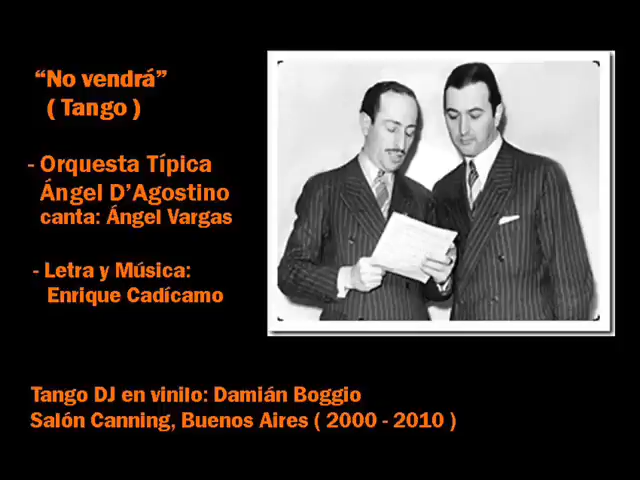 “No vendrá”
( Tango )
- Orquesta Típica
Ángel D’Agostino
canta: Ángel Vargas
- Letra y Música:
Enrique Cadícamo
Tango DJ en vinilo: Damián Boggio
Salón Canning, Buenos Aires ( 2000 - 2010 )